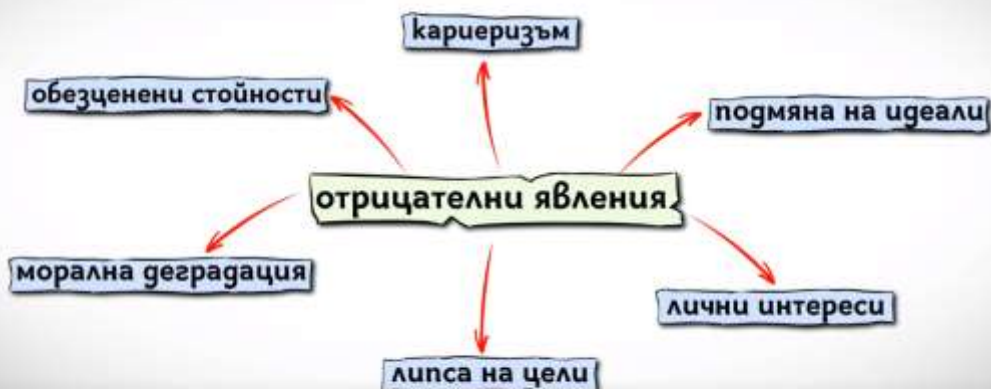 кариеризъм
обезценени стойности
подмяна на идеали
отрицателни явления
морална деградация
лични интереси
липса на цели